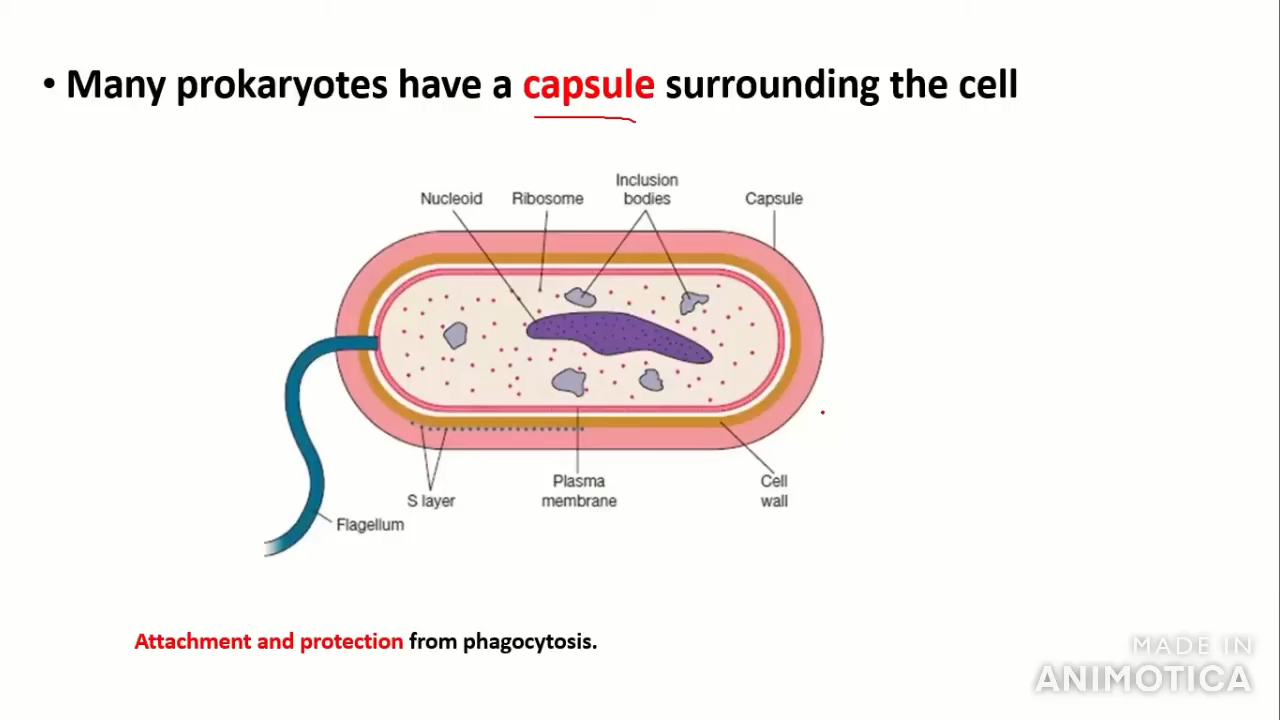 • Many prokaryotes have a capsule surrounding the cell
Nucleoid
Ribosome
Inclusion
bodies
Capsule
S layer
Plasma
membrane
Cell
wall
Flagellum
Attachment and protection from phagocytosis.
MADE IN
ANIMOTICA